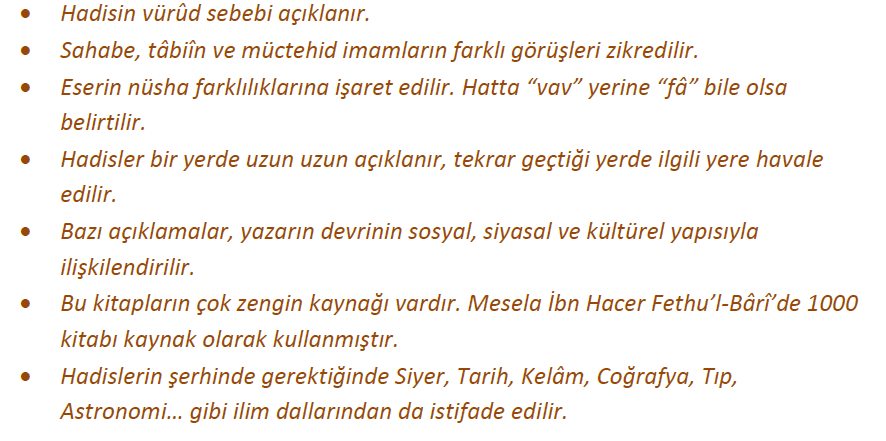 • Hadisin vürûd sebebi açıklanır.
• Sahabe, tâbiîn ve müctehid imamların farklı görüşleri zikredilir.
• Eserin nüsha farklılıklarına işaret edilir. Hatta “vav” yerine “fâ” bile olsa
belirtilir.
• Hadisler bir yerde uzun uzun açıklanır, tekrar geçtiği yerde ilgili yere havale
edilir.
• Bazı açıklamalar, yazarın devrinin sosyal, siyasal ve kültürel yapısıyla
ilişkilendirilir.
• Bu kitapların çok zengin kaynağı vardır. Mesela İbn Hacer Fethu’l-Bârî’de 1000
kitabı kaynak olarak kullanmıştır.
• Hadislerin şerhinde gerektiğinde Siyer, Tarih, Kelâm, Coğrafya, Tıp,
Astronomi… gibi ilim dallarından da istifade edilir.